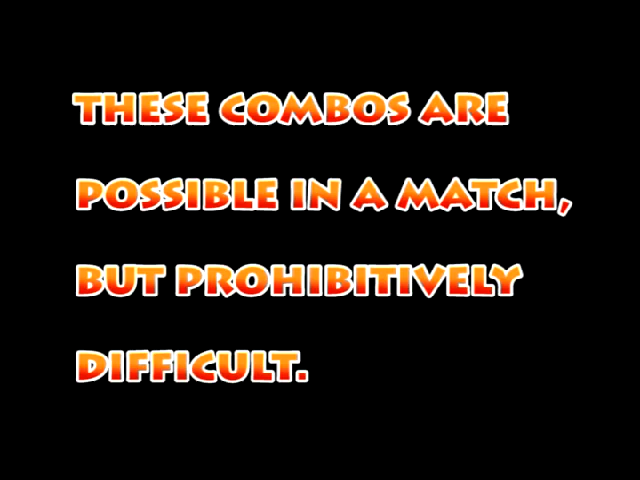 THESE COMBOS ARE
POSSIBLE IN A MATCH,
BUT PROHIBITIVELY
DIFFICULT.